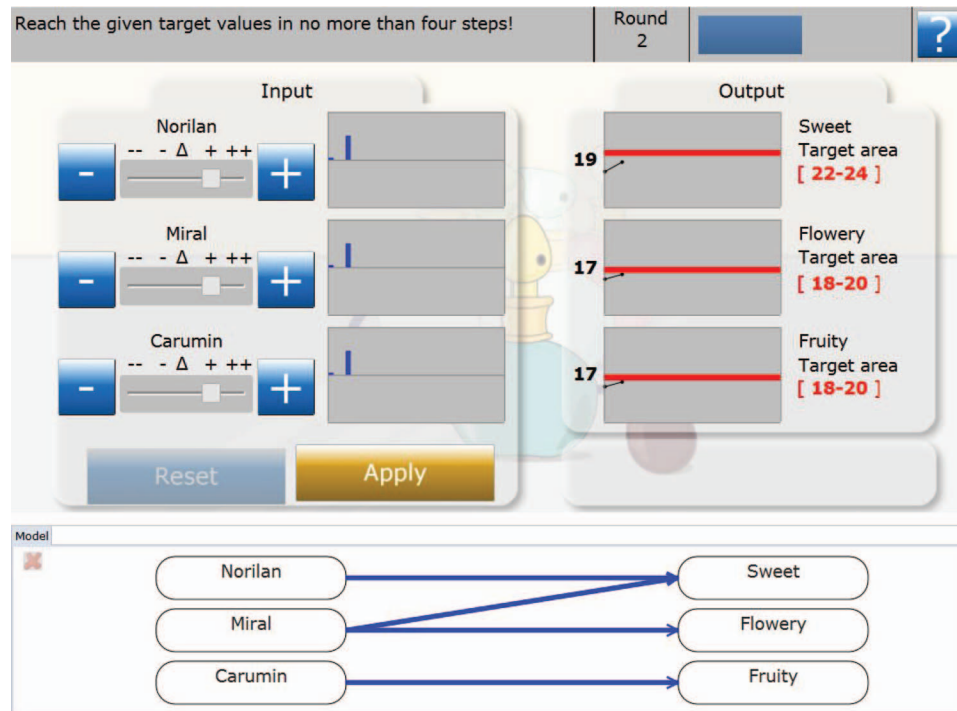 Reach the given target values in no more than four steps!
Round
2
?
Input
Output
Norilan
-- - Δ + ++
-
+
19
Sweet
Target area
[ 22-24 ]
Miral
-- - Δ + ++
-
+
17
Flowery
Target area
[ 18-20 ]
Carumin
-- - Δ + ++
-
+
17
Fruity
Target area
[ 18-20 ]
Reset
Apply
Model
Norilan
Sweet
Miral
Flowery
Carumin
Fruity